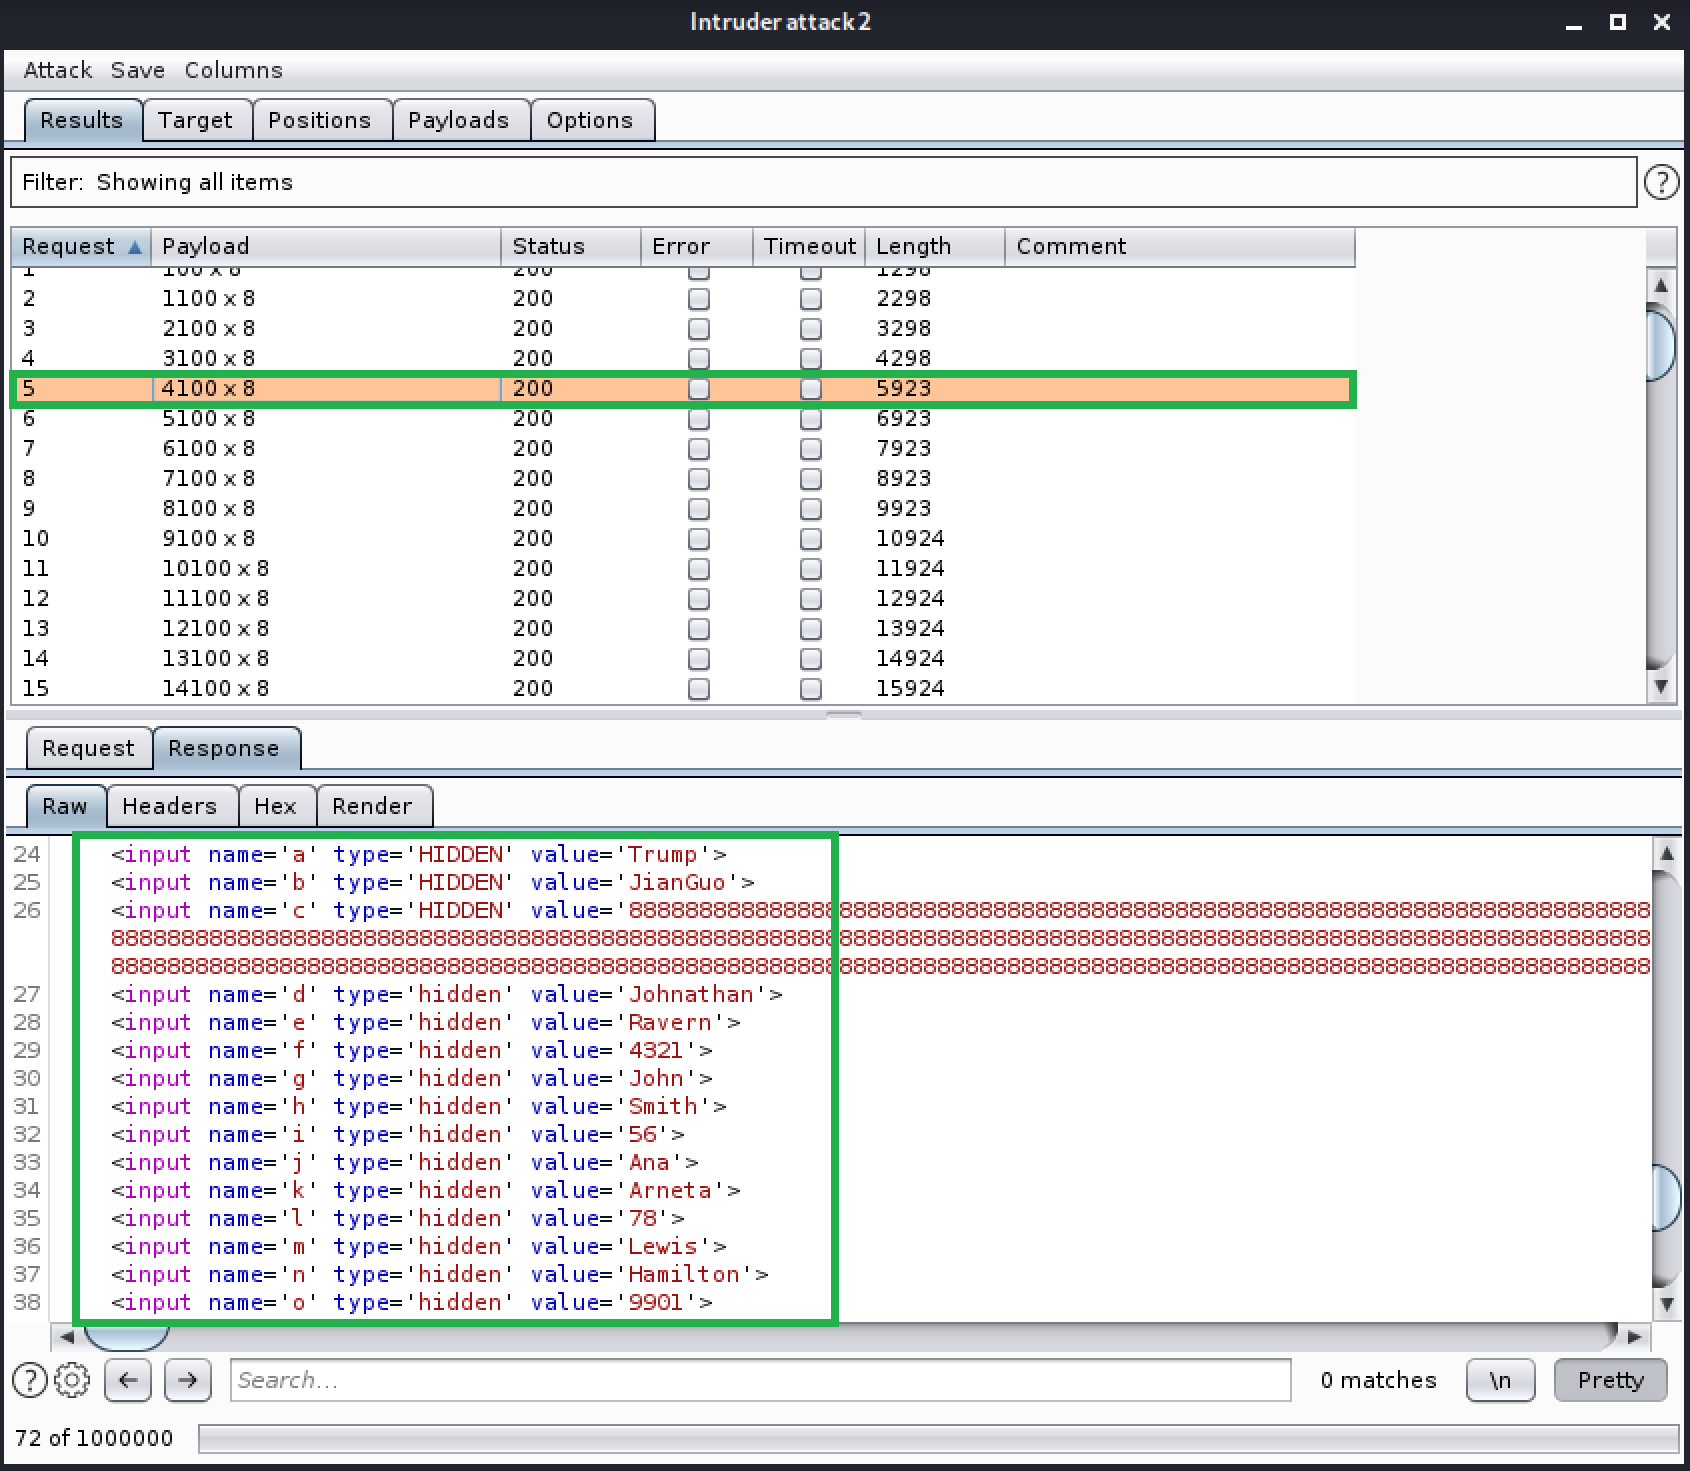 Intruder attack 2
Attack Save Columns
Results Target Positions Payloads Options
Filter: Showing all items ?
Request Payload Status Error Timeout Length Comment
1 100 x 8 200 1298
2 1100 x 8 200 2298
3 2100 x 8 200 3298
4 3100 x 8 200 4298
5 4100 x 8 200 5923
6 5100 x 8 200 6923
7 6100 x 8 200 7923
8 7100 x 8 200 8923
9 8100 x 8 200 9923
10 9100 x 8 200 10924
11 10100 x 8 200 11924
12 11100 x 8 200 12924
13 12100 x 8 200 13924
14 13100 x 8 200 14924
15 14100 x 8 200 15924
Request Response
Raw Headers Hex Render
24 <input name='a' type='HIDDEN' value='Trump'>
25 <input name='b' type='HIDDEN' value='JianGuo'>
26 <input name='c' type='HIDDEN' value='8888888888888888888888888888888888888888888888888888888888888888888888888
88888888888888888888888888888888888888888888888888888888888888888888888888888888888888888888888888888888888888
88888888888888888888888888888888888888888888888888888888888888888888888888888888888888888888888888888888888888
27 <input name='d' type='hidden' value='Johnathan'>
28 <input name='e' type='hidden' value='Ravern'>
29 <input name='f' type='hidden' value='4321'>
30 <input name='g' type='hidden' value='John'>
31 <input name='h' type='hidden' value='Smith'>
32 <input name='i' type='hidden' value='56'>
33 <input name='j' type='hidden' value='Ana'>
34 <input name='k' type='hidden' value='Arneta'>
35 <input name='l' type='hidden' value='78'>
36 <input name='m' type='hidden' value='Lewis'>
37 <input name='n' type='hidden' value='Hamilton'>
38 <input name='o' type='hidden' value='9901'>
? Search... 0 matches \n Pretty
72 of 1000000